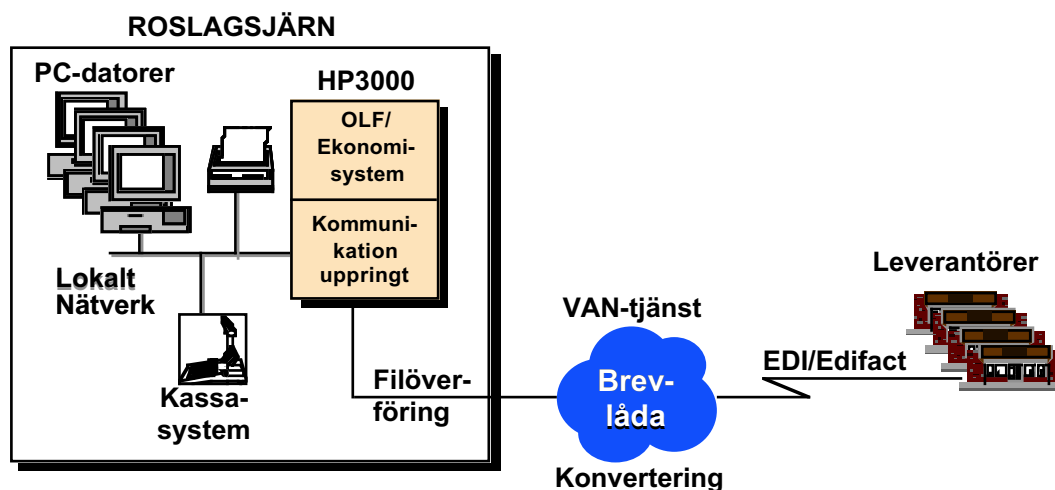 ROSLAGSJÄRN
PC-datorer
HP3000
OLF/
Ekonomi-
system
Kommuni-
kation
uppringt
Lokalt
Nätverk
Kassa-
system
Filöver-
föring
VAN-tjänst
Brev-
låda
Konvertering
EDI/Edifact
Leverantörer